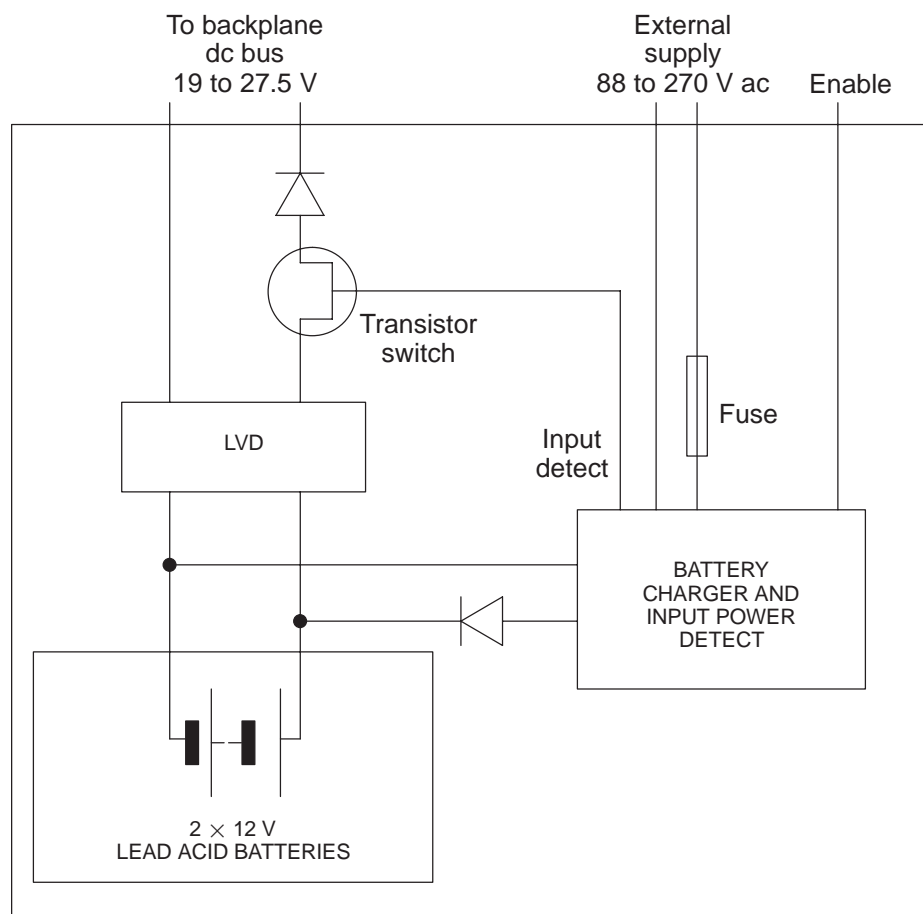 To backplane
dc bus
19 to 27.5 V
External
supply
88 to 270 V ac
Enable
Transistor
switch
Fuse
LVD
Input
detect
BATTERY
CHARGER AND
INPUT POWER
DETECT
2 × 12 V
LEAD ACID BATTERIES